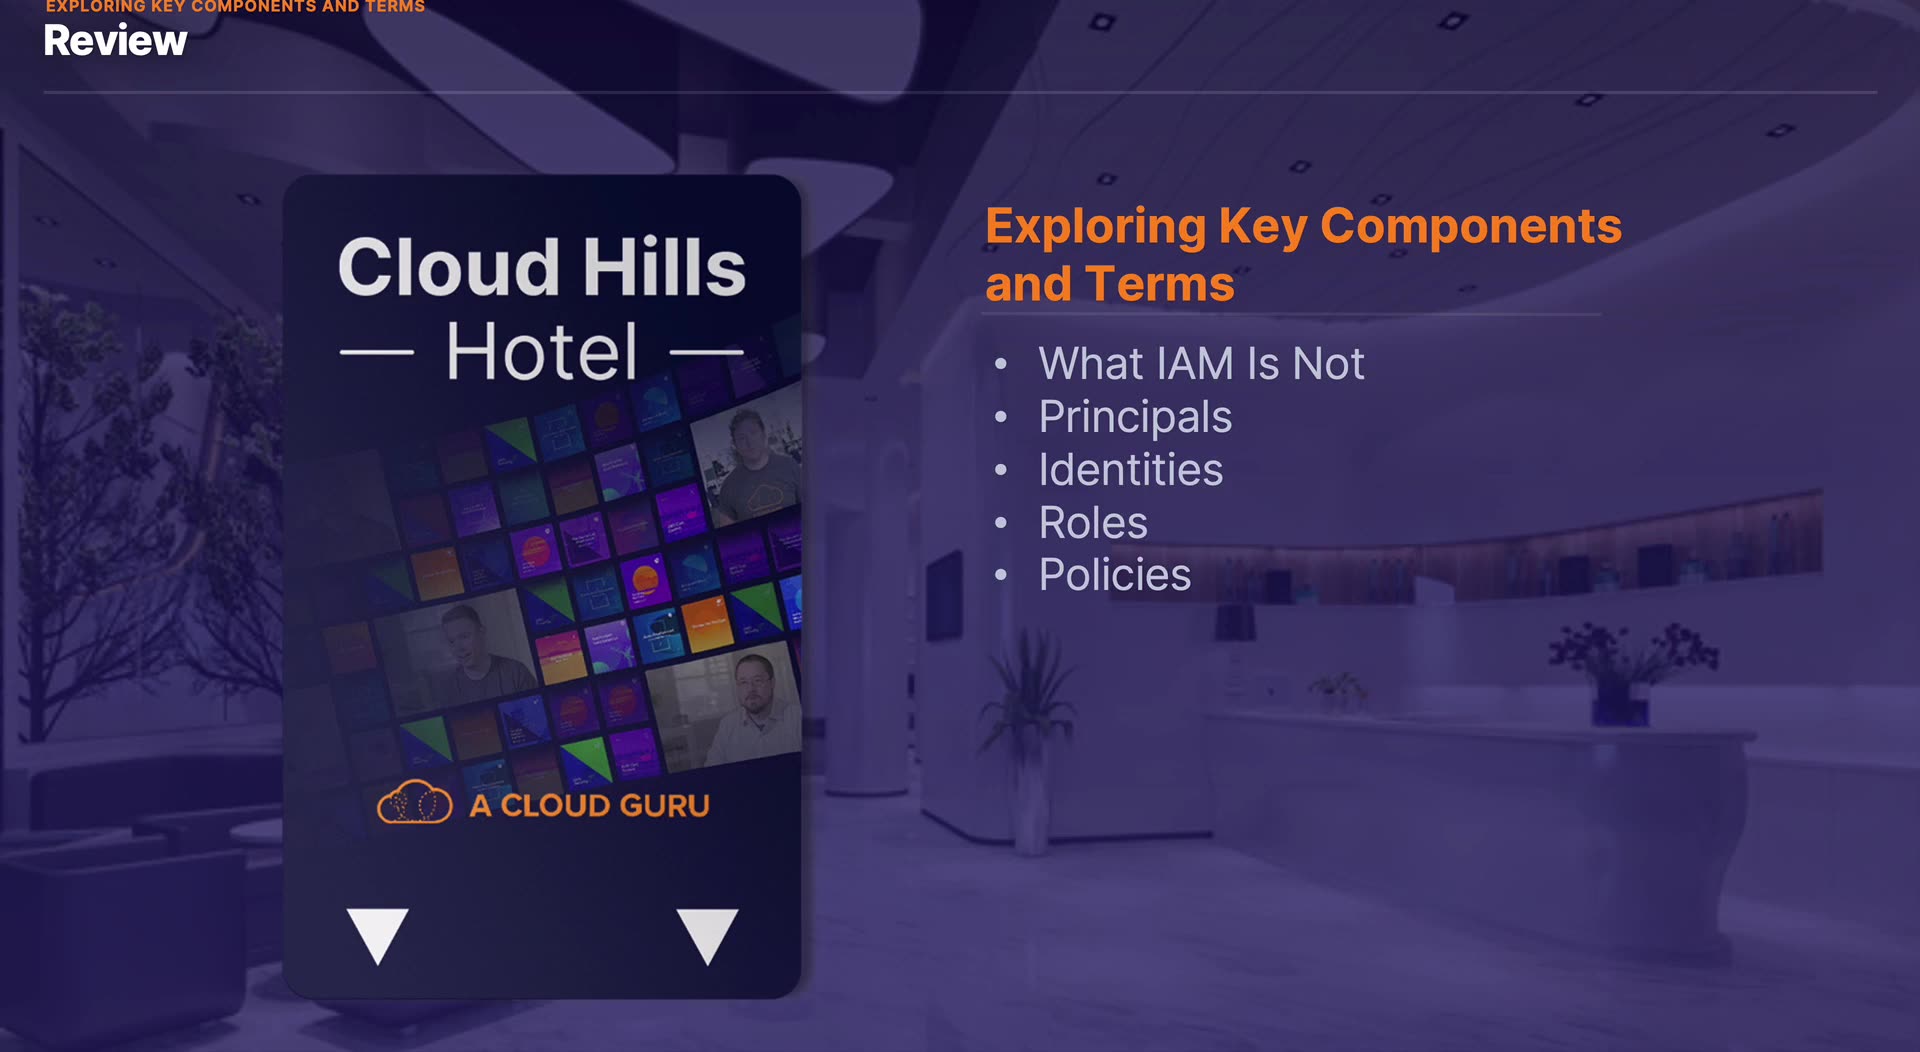 EXPLORING KEY COMPONENTS AND TERMS
Review
Cloud Hills
Hotel
A CLOUD GURU
Exploring Key Components
and Terms
• What IAM Is Not
• Principals
• Identities
• Roles
• Policies